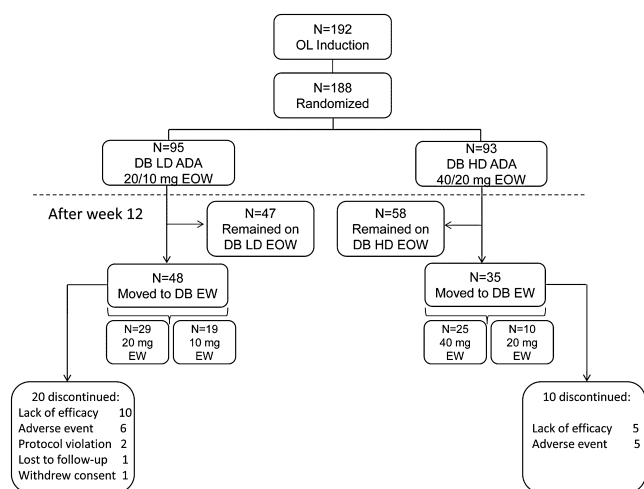 N=192
OL Induction
N=188
Randomized
N=95
DB LD ADA
20/10 mg EOW
N=93
DB HD ADA
40/20 mg EOW
After week 12
N=47
Remained on
DB LD EOW
N=58
Remained on
DB HD EOW
N=48
Moved to DB EW
N=35
Moved to DB EW
N=29
20 mg
EW
N=19
10 mg
EW
N=25
40 mg
EW
N=10
20 mg
EW
20 discontinued:
Lack of efficacy 10
Adverse event 6
Protocol violation 2
Lost to follow-up 1
Withdrew consent 1
10 discontinued:
Lack of efficacy 5
Adverse event 5